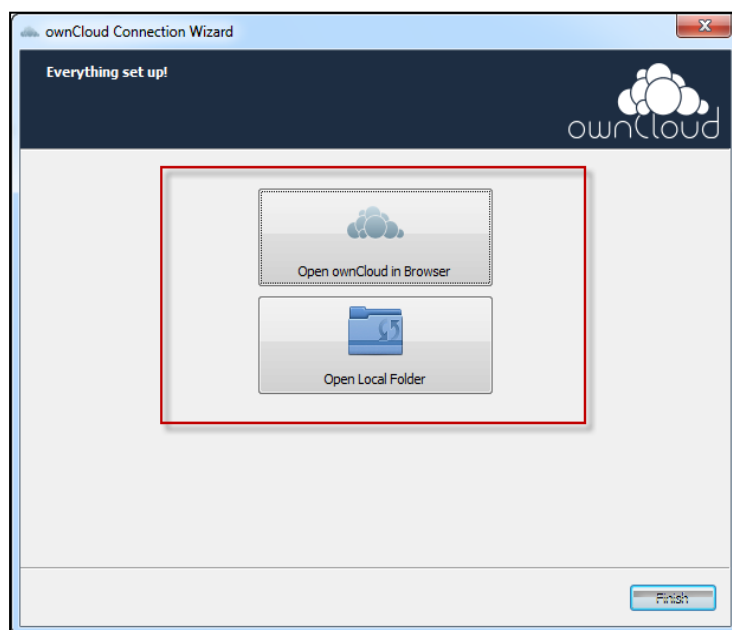 ownCloud Connection Wizard
Everything set up!
ownCloud
Open ownCloud in Browser
Open Local Folder
Finish